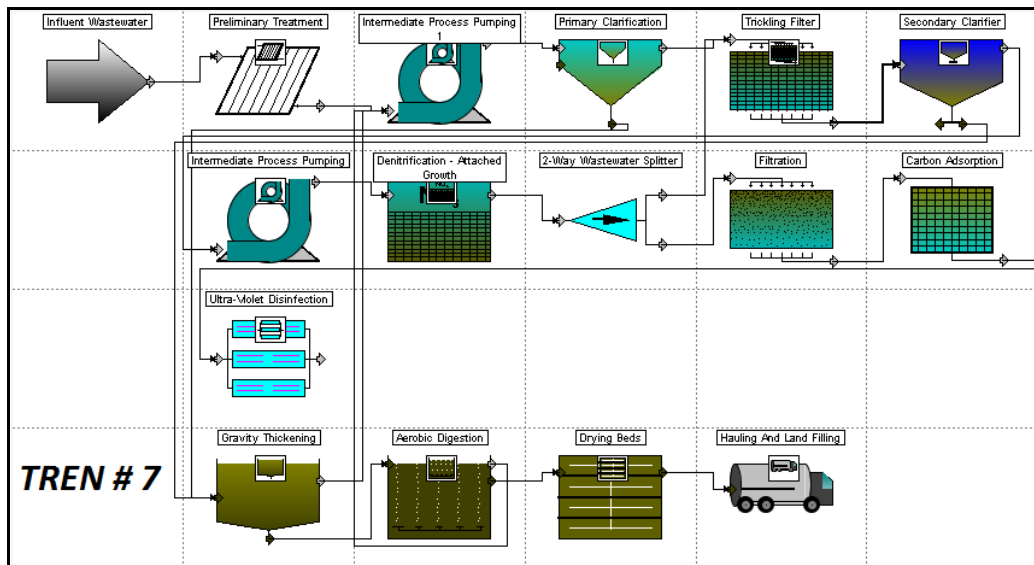 Influent Wastewater
Preliminary Treatment
Intermediate Process Pumping
1
Primary Clarification
Trickling Filter
Secondary Clarifier
Intermediate Process Pumping
Denitrification - Attached
Growth
2-Way Wastewater Splitter
Filtration
Carbon Adsorption
Ultra-Violet Disinfection
Gravity Thickening
Aerobic Digestion
Drying Beds
Hauling And Land Filling
TREN # 7